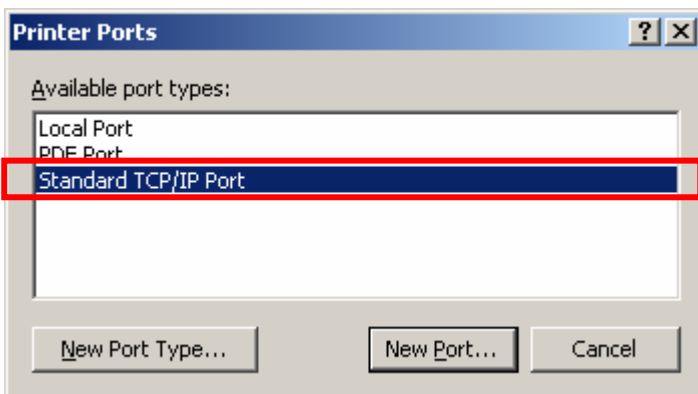 Printer Ports
Available port types:
Local Port
PDF Port
Standard TCP/IP Port
New Port Type...
New Port...
Cancel